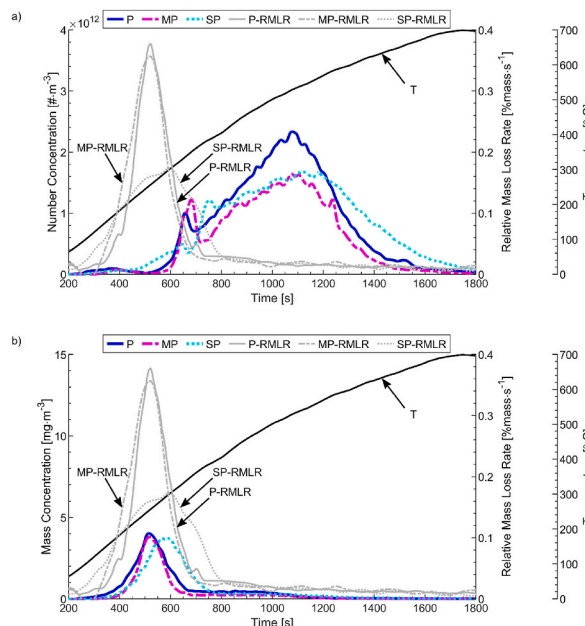 a)
P MP SP P-RMLR MP-RMLR SP-RMLR
4 ×10¹²
3
2
1
0
Number Concentration [#·m⁻³]
MP-RMLR
SP-RMLR
P-RMLR
T
0.4
0.3
0.2
0.1
0
Relative Mass Loss Rate [%mass·s⁻¹]
700
600
500
400
300
200
100
0
200 400 600 800 1000 1200 1400 1600 1800
Time [s]
b)
P MP SP P-RMLR MP-RMLR SP-RMLR
15
10
5
0
Mass Concentration [mg·m⁻³]
MP-RMLR
SP-RMLR
P-RMLR
T
0.4
0.3
0.2
0.1
0
Relative Mass Loss Rate [%mass·s⁻¹]
700
600
500
400
300
200
100
0
200 400 600 800 1000 1200 1400 1600 1800
Time [s]